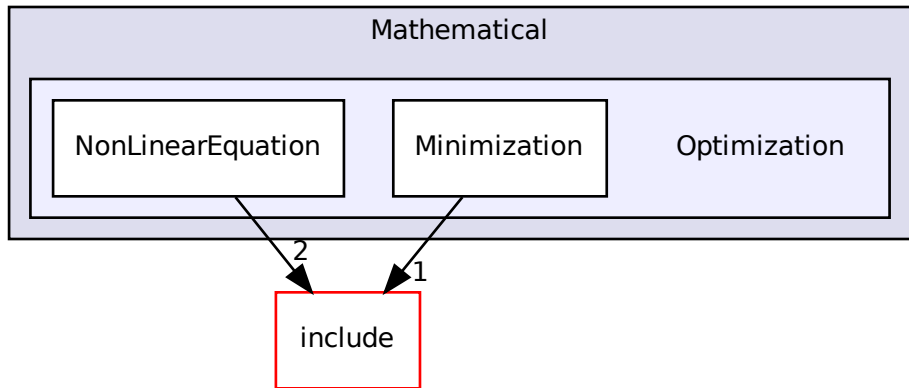 Mathematical
NonLinearEquation
Minimization
Optimization
2
1
include